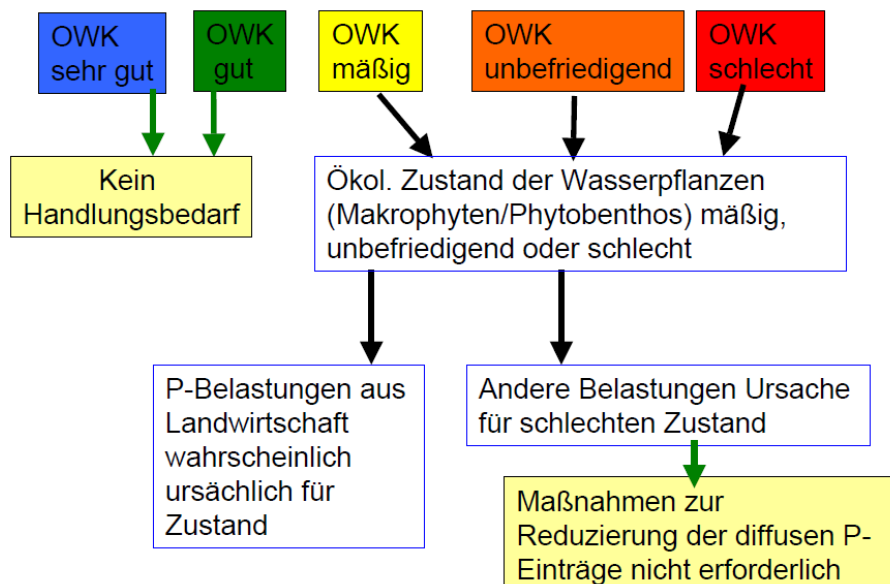 OWK
sehr gut
OWK
gut
OWK
mäßig
OWK
unbefriedigend
OWK
schlecht
Kein
Handlungsbedarf
Ökol. Zustand der Wasserpflanzen
(Makrophyten/Phytobenthos) mäßig,
unbefriedigend oder schlecht
P-Belastungen aus
Landwirtschaft
wahrscheinlich
ursächlich für
Zustand
Andere Belastungen Ursache
für schlechten Zustand
Maßnahmen zur
Reduzierung der diffusen P-
Einträge nicht erforderlich